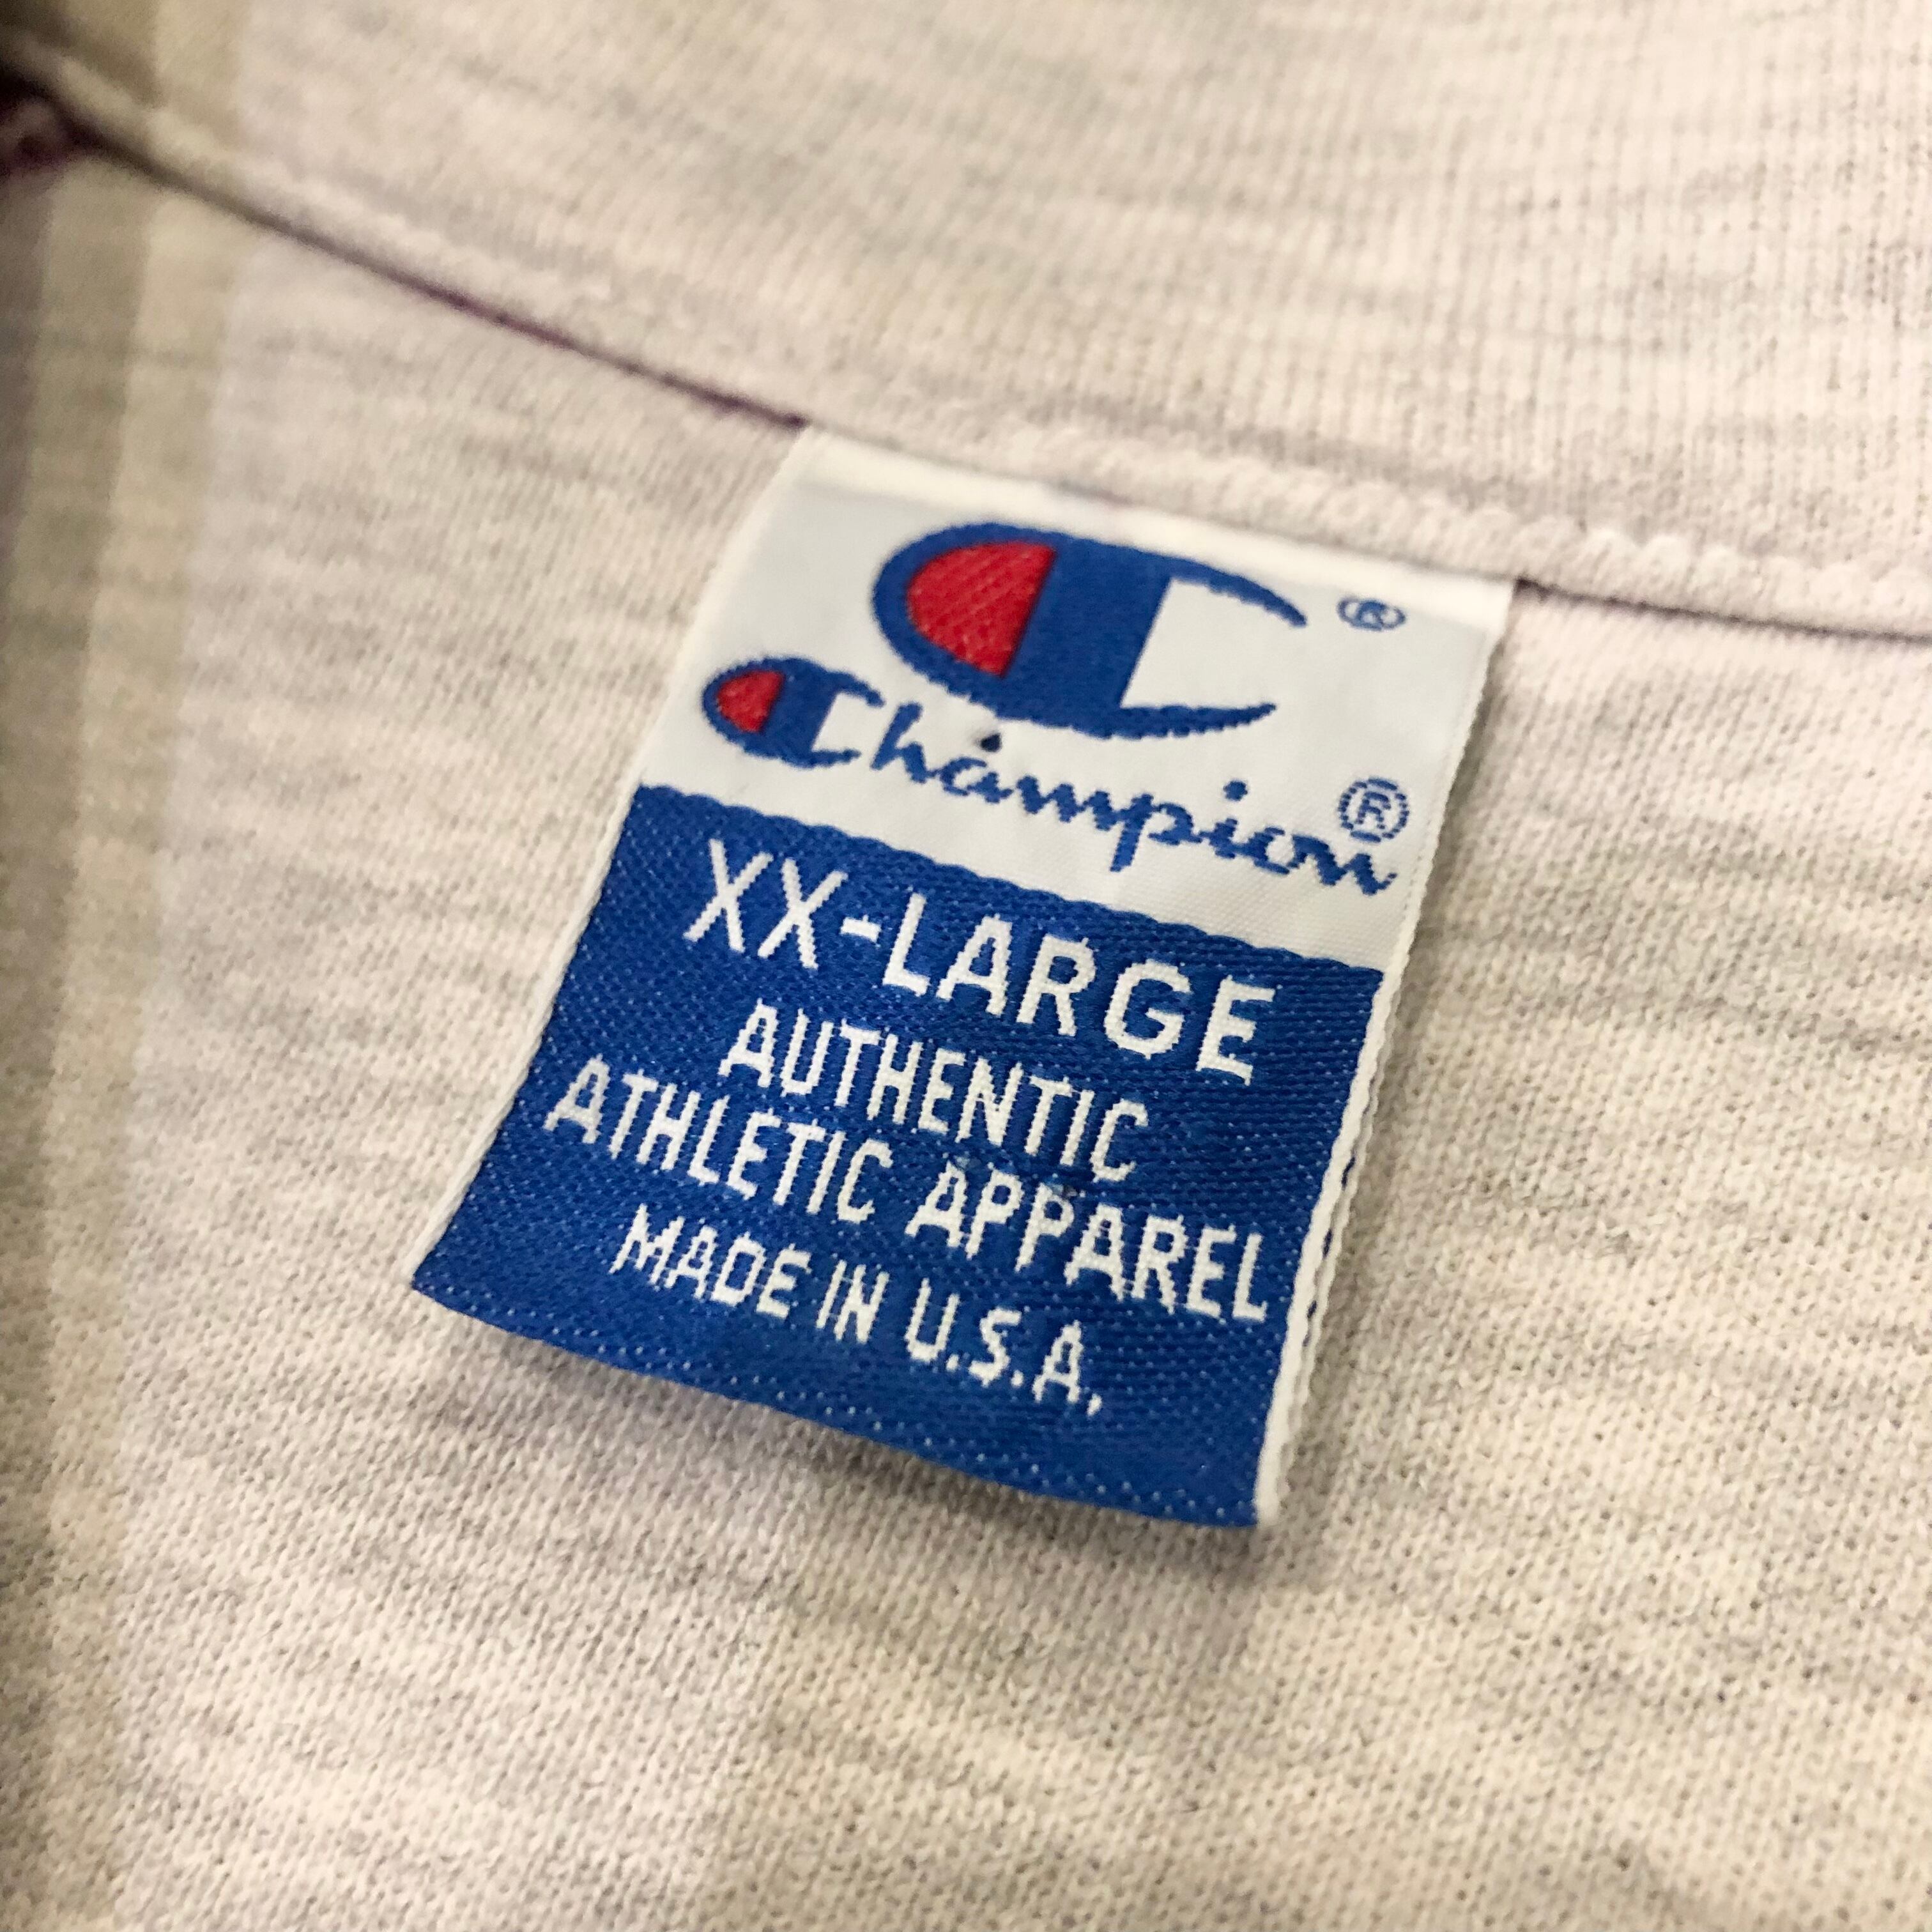 C®
Champion®
XX-LARGE
AUTHENTIC
ATHLETIC APPAREL
MADE IN U.S.A.